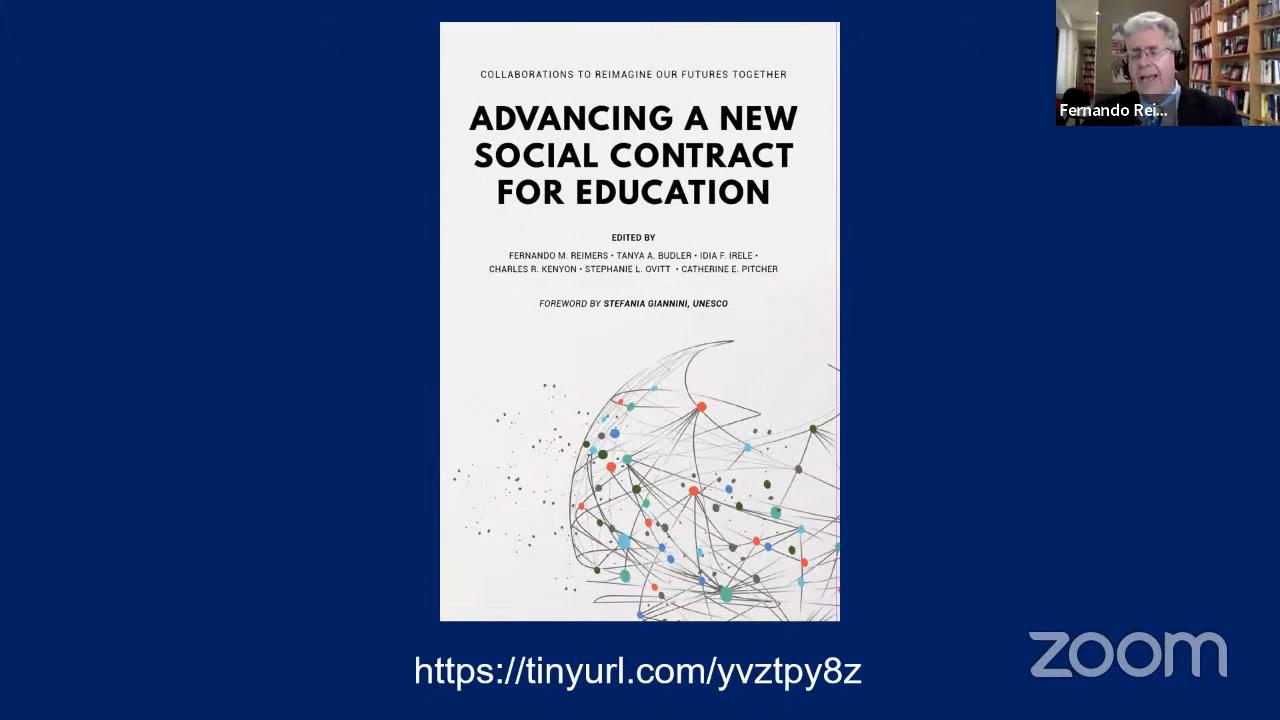 COLLABORATIONS TO REIMAGINE OUR FUTURES TOGETHER
ADVANCING A NEW
SOCIAL CONTRACT
FOR EDUCATION
EDITED BY
FERNANDO M. REIMERS • TANYA A. BUDLER • IDIA F. IRELE •
CHARLES R. KENYON • STEPHANIE L. OVITT • CATHERINE E. PITCHER
FOREWORD BY STEFANIA GIANNINI, UNESCO
https://tinyurl.com/yvztpy8z
Fernando Rei...
zoom